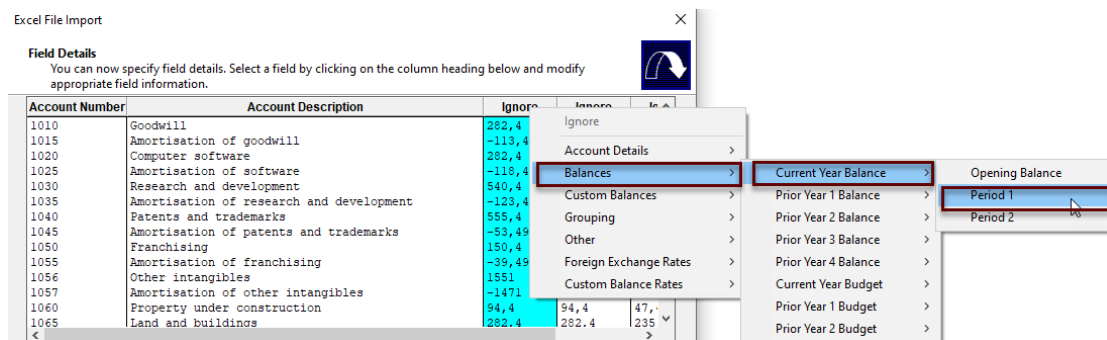 Excel File Import
Field Details
You can now specify field details. Select a field by clicking on the column heading below and modify
appropriate field information.
Account Number Account Description Ignore Ignore
1010 Goodwill 282,4
1015 Amortisation of goodwill -113,4
1020 Computer software 282,4
1025 Amortisation of software -118,4
1030 Research and development 540,4
1035 Amortisation of research and development -123,4
1040 Patents and trademarks 555,4
1045 Amortisation of patents and trademarks -53,49
1050 Franchising 150,4
1055 Amortisation of franchising -39,49
1056 Other intangibles 1551
1057 Amortisation of other intangibles -1471
1060 Property under construction 94,4 94,4 47,
1065 Land and buildings 282.4 282.4 235
Ignore
Account Details
Balances
Custom Balances
Grouping
Other
Foreign Exchange Rates
Custom Balance Rates
Current Year Balance
Prior Year 1 Balance
Prior Year 2 Balance
Prior Year 3 Balance
Prior Year 4 Balance
Current Year Budget
Prior Year 1 Budget
Prior Year 2 Budget
Opening Balance
Period 1
Period 2